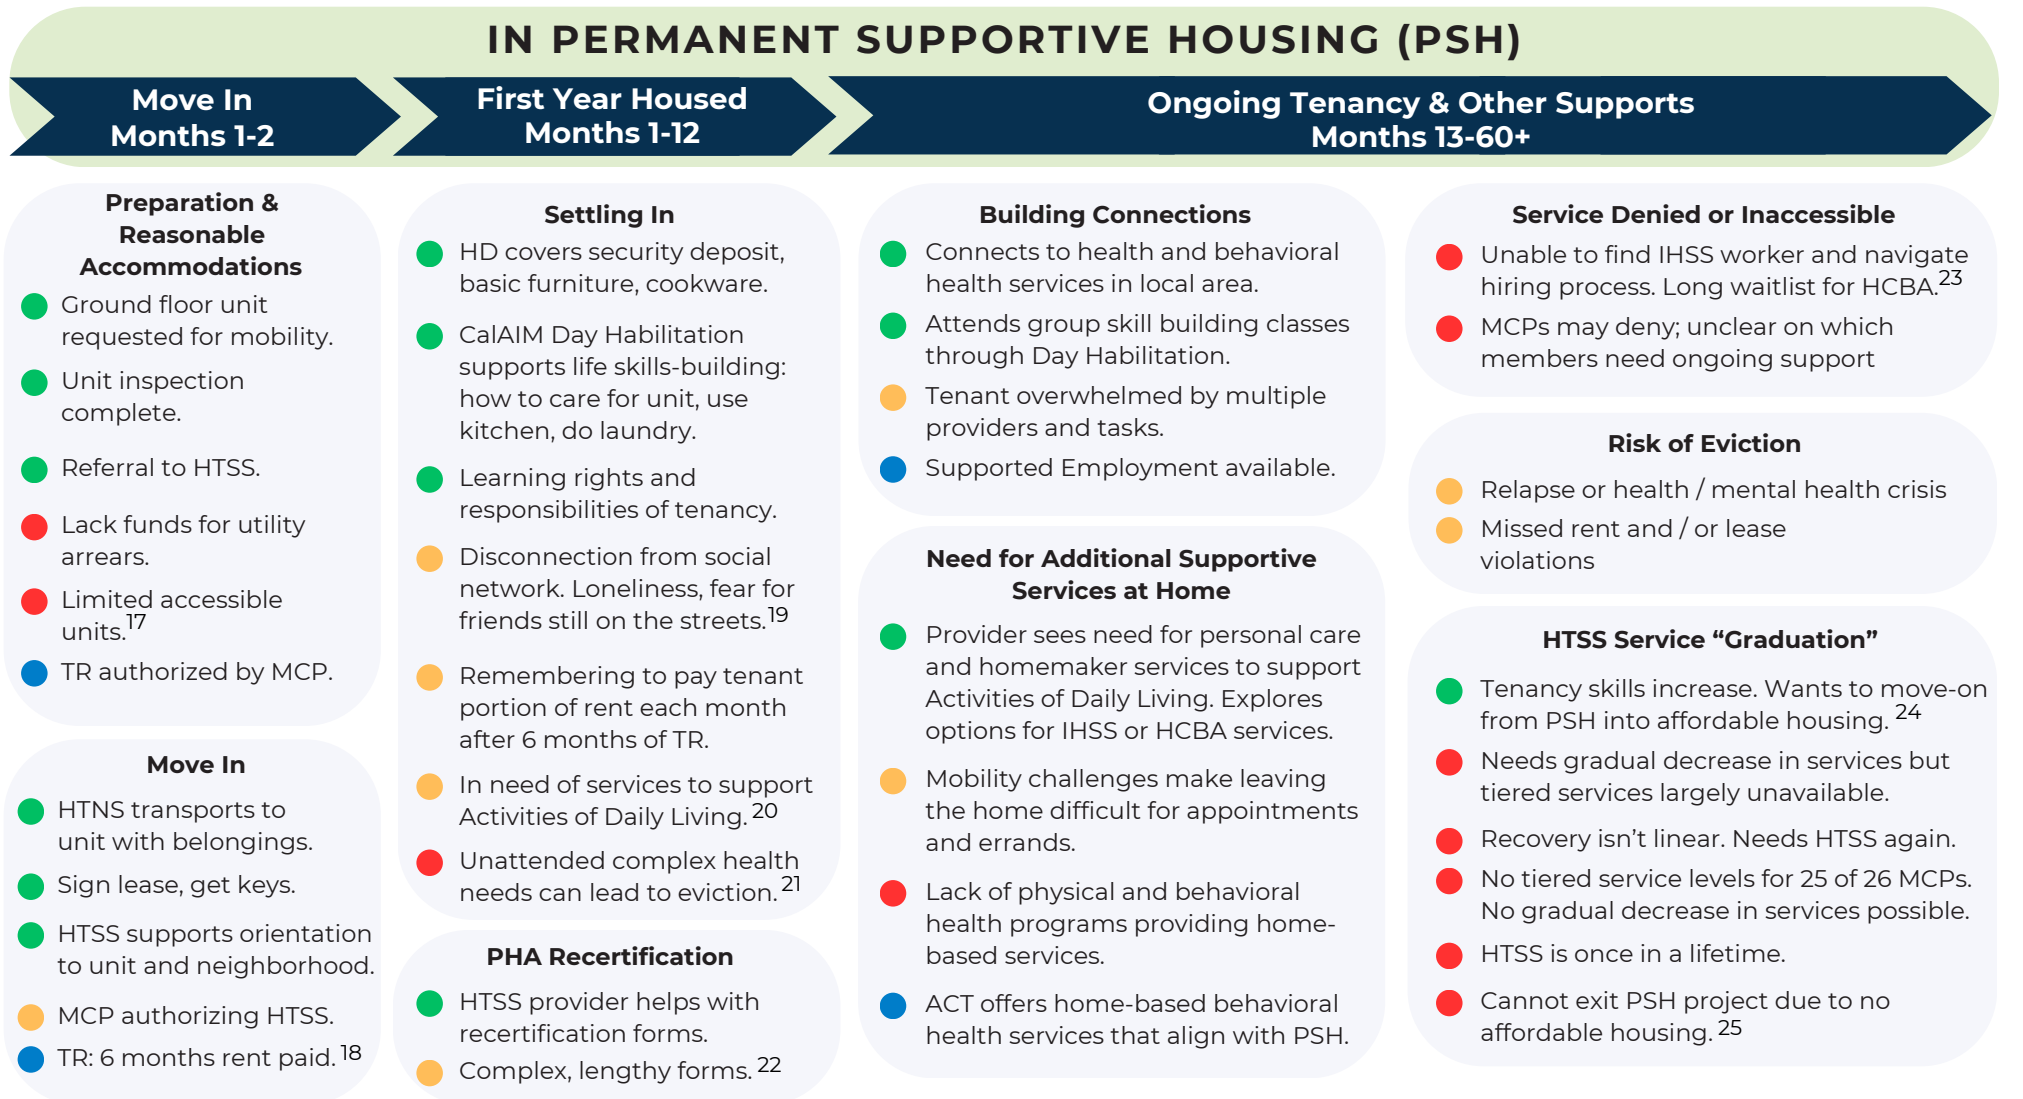 IN PERMANENT SUPPORTIVE HOUSING (PSH)
Move In
Months 1-2
First Year Housed
Months 1-12
Ongoing Tenancy & Other Supports
Months 13-60+
Preparation &
Reasonable
Accommodations
Ground floor unit
requested for mobility.
Unit inspection
complete.
Referral to HTSS.
Lack funds for utility
arrears.
Limited accessible
units.17
TR authorized by MCP.
Move In
HTNS transports to
unit with belongings.
Sign lease, get keys.
HTSS supports orientation
to unit and neighborhood.
MCP authorizing HTSS.
TR: 6 months rent paid. 18
Settling In
HD covers security deposit,
basic furniture, cookware.
CalAIM Day Habilitation
supports life skills-building:
how to care for unit, use
kitchen, do laundry.
Learning rights and
responsibilities of tenancy.
Disconnection from social
network. Loneliness, fear for
friends still on the streets.19
Remembering to pay tenant
portion of rent each month
after 6 months of TR.
In need of services to support
Activities of Daily Living. 20
Unattended complex health
needs can lead to eviction. 21
PHA Recertification
HTSS provider helps with
recertification forms.
Complex, lengthy forms. 22
Building Connections
Connects to health and behavioral
health services in local area.
Attends group skill building classes
through Day Habilitation.
Tenant overwhelmed by multiple
providers and tasks.
Supported Employment available.
Need for Additional Supportive
Services at Home
Provider sees need for personal care
and homemaker services to support
Activities of Daily Living. Explores
options for IHSS or HCBA services.
Mobility challenges make leaving
the home difficult for appointments
and errands.
Lack of physical and behavioral
health programs providing home-
based services.
ACT offers home-based behavioral
health services that align with PSH.
Service Denied or Inaccessible
Unable to find IHSS worker and navigate
hiring process. Long waitlist for HCBA.23
MCPs may deny; unclear on which
members need ongoing support
Risk of Eviction
Relapse or health / mental health crisis
Missed rent and / or lease
violations
HTSS Service “Graduation”
Tenancy skills increase. Wants to move-on
from PSH into affordable housing. 24
Needs gradual decrease in services but
tiered services largely unavailable.
Recovery isn’t linear. Needs HTSS again.
No tiered service levels for 25 of 26 MCPs.
No gradual decrease in services possible.
HTSS is once in a lifetime.
Cannot exit PSH project due to no
affordable housing. 25